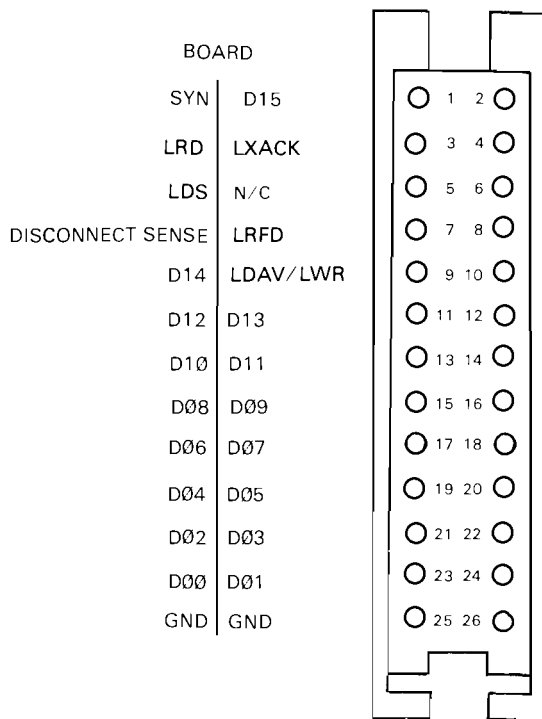 BOARD
SYN D15 1 2
LRD LXACK 3 4
LDS N/C 5 6
DISCONNECT SENSE LRFD 7 8
D14 LDAV/LWR 9 10
D12 D13 11 12
D1Ø D11 13 14
DØ8 DØ9 15 16
DØ6 DØ7 17 18
DØ4 DØ5 19 20
DØ2 DØ3 21 22
DØØ DØ1 23 24
GND GND 25 26